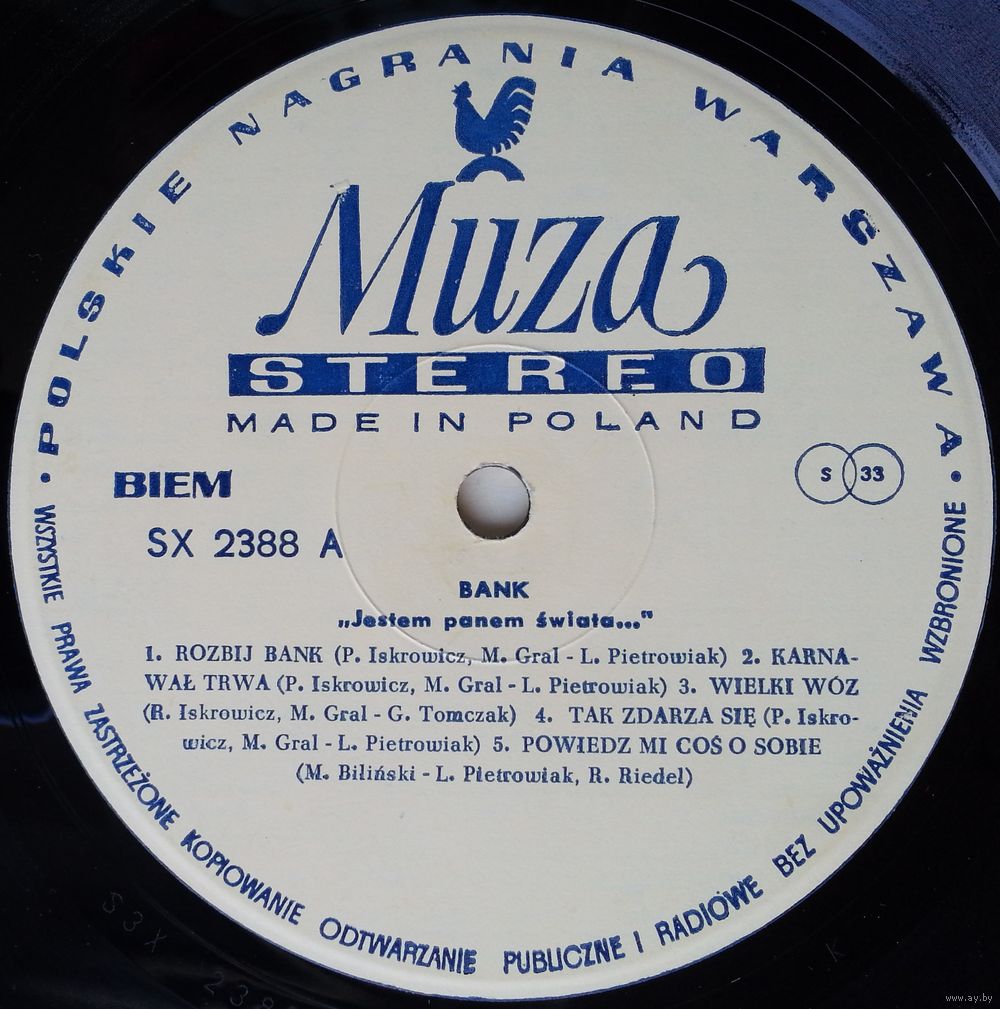 POLSKIE NAGRANIA WARSZAWA
Muza
STEREO
MADE IN POLAND
BIEM
S 33
SX 2388 A
BANK
„Jestem panem świata..."
1. ROZBIJ BANK (P. Iskrowicz, M. Gral - L. Pietrowiak) 2. KARNA-
WAŁ TRWA (P. Iskrowicz, M. Gral - L. Pietrowiak) 3. WIELKI WÓZ
(R. Iskrowicz, M. Gral - G. Tomczak) 4. TAK ZDARZA SIĘ (P. Iskro-
wicz, M. Gral - L. Pietrowiak) 5. POWIEDZ MI COŚ O SOBIE
(M. Biliński - L. Pietrowiak, R. Riedel)
WSZYSTKIE PRAWA ZASTRZEŻONE KOPIOWANIE ODTWARZANIE PUBLICZNE I RADIOWE BEZ UPOWAŻNIENIA WZBRONIONE
www.ay.by